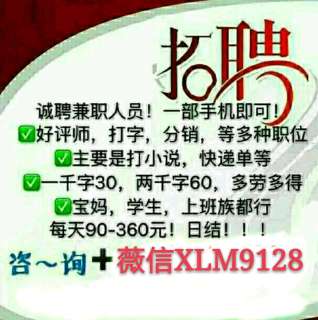 招聘
诚聘兼职人员！一部手机即可！
✅好评师，打字，分销，等多种职位
✅主要是打小说，快递单等
✅一千字30，两千字60，多劳多得
✅宝妈，学生，上班族都行
每天90-360元！日结！！！
咨～询+薇信XLM9128